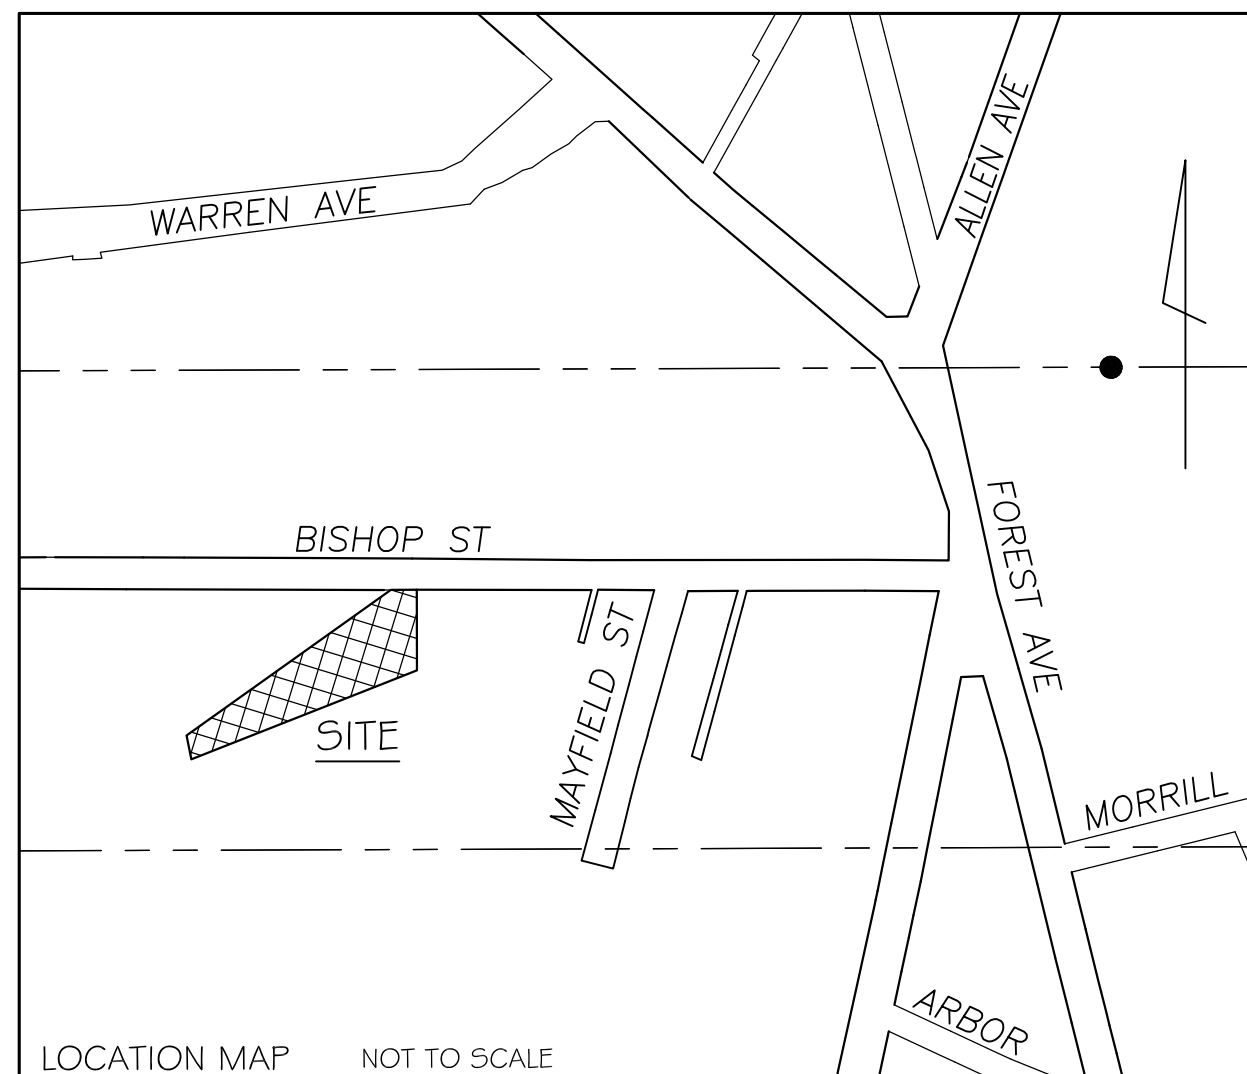 ALLEN AVE
WARREN AVE
BISHOP ST
FOREST AVE
MAYFIELD ST
SITE
MORRILL
ARBOR
LOCATION MAP NOT TO SCALE